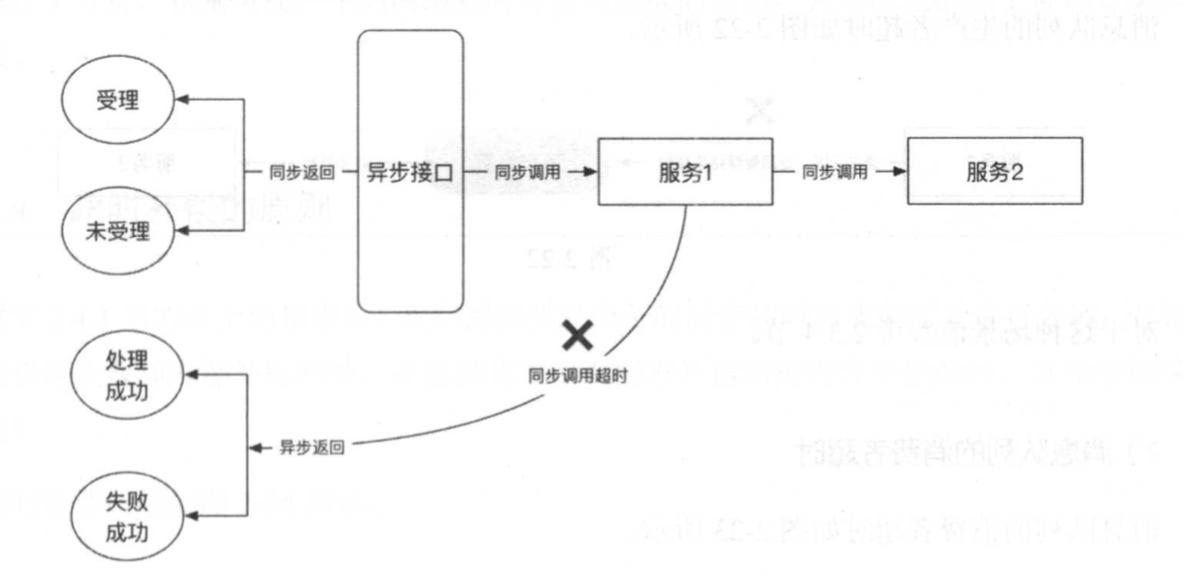 受理
未受理
同步返回
异步接口
同步调用
服务1
同步调用
服务2
同步调用超时
异步返回
处理
成功
失败
成功